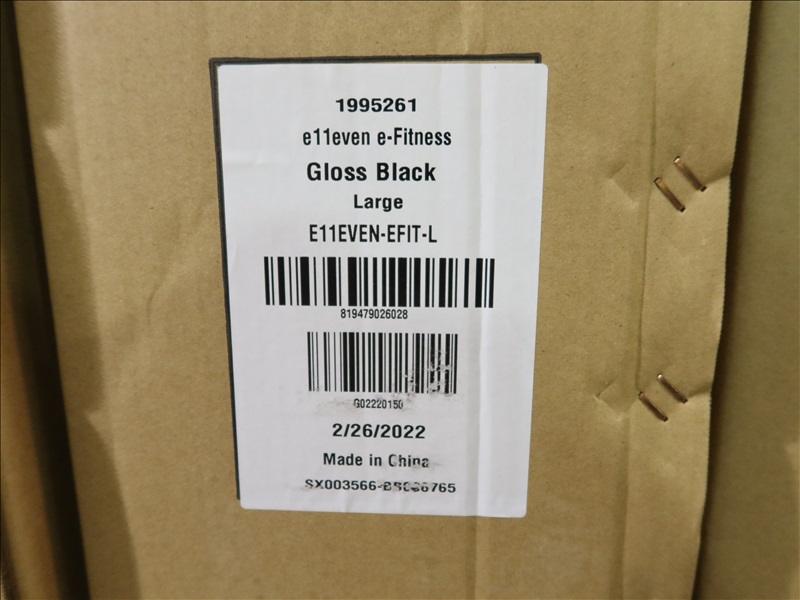 1995261
e11even e-Fitness
Gloss Black
Large
E11EVEN-EFIT-L
819479026028
G02220150
2/26/2022
Made in China